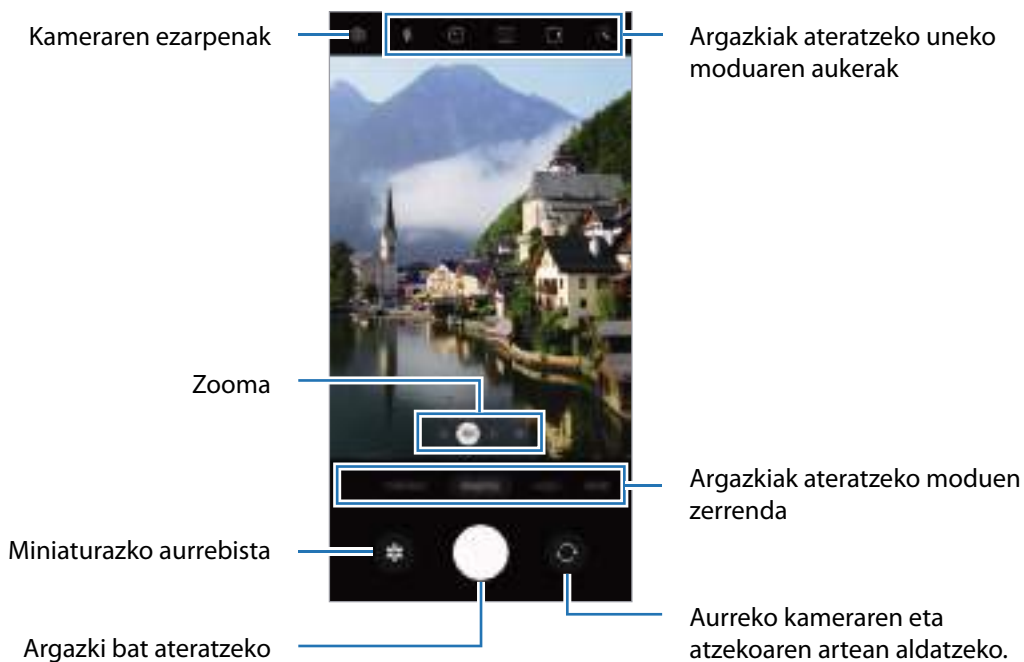 Kameraren ezarpenak
Argazkiak ateratzeko uneko
moduaren aukerak
Zooma
Argazkiak ateratzeko moduen
zerrenda
Miniaturazko aurrebista
Argazki bat ateratzeko
Aurreko kameraren eta
atzekoaren artean aldatzeko.